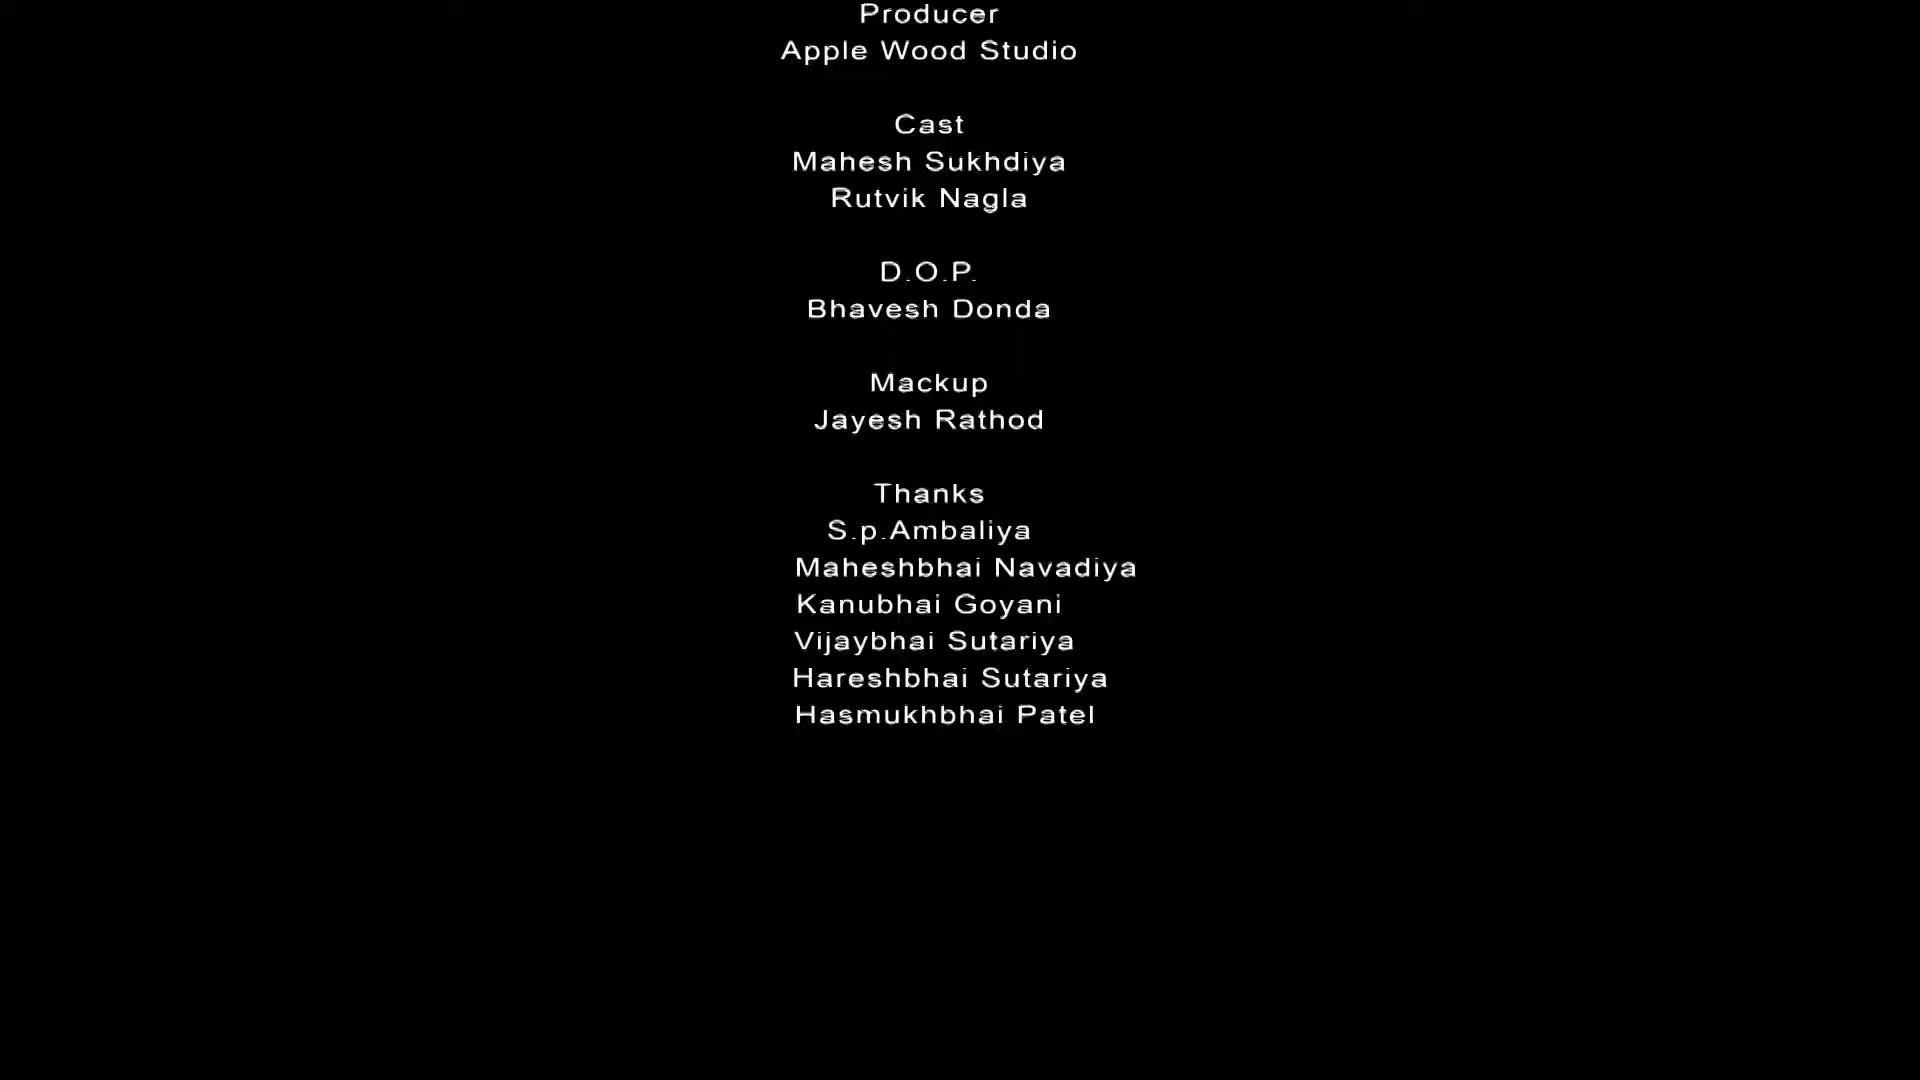 Producer
Apple Wood Studio
Cast
Mahesh Sukhdiya
Rutvik Nagla
D.O.P.
Bhavesh Donda
Mackup
Jayesh Rathod
Thanks
S.p.Ambaliya
Maheshbhai Navadiya
Kanubhai Goyani
Vijaybhai Sutariya
Hareshbhai Sutariya
Hasmukhbhai Patel